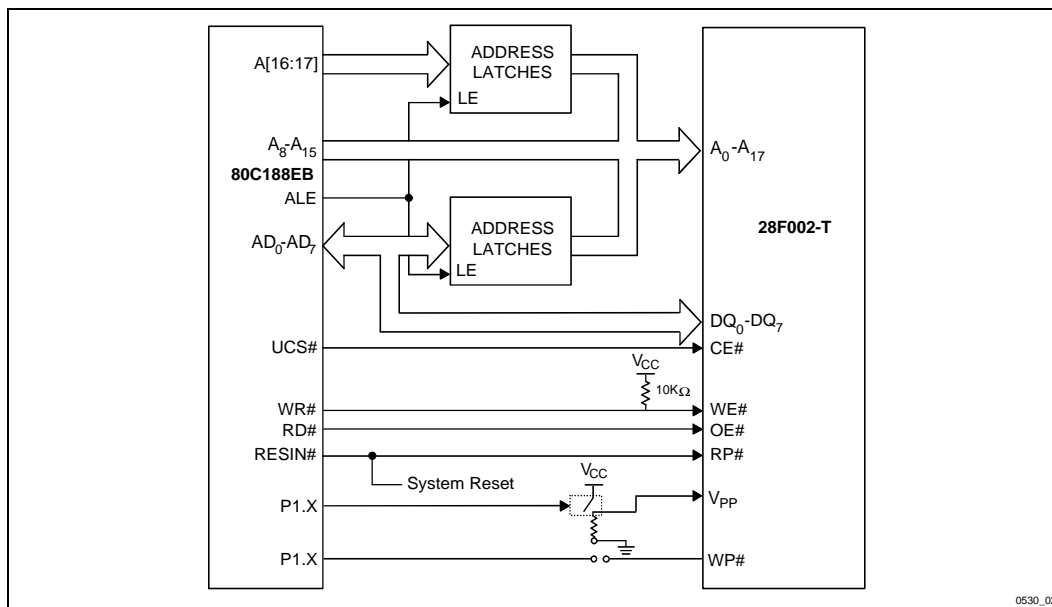 A[16:17]
ADDRESS
LATCHES
LE
A8-A15
80C188EB
ALE
AD0-AD7
ADDRESS
LATCHES
LE
A0-A17
28F002-T
DQ0-DQ7
UCS#
CE#
VCC
10KΩ
WR#
WE#
RD#
OE#
RESIN#
RP#
System Reset
VCC
P1.X
VPP
P1.X
WP#